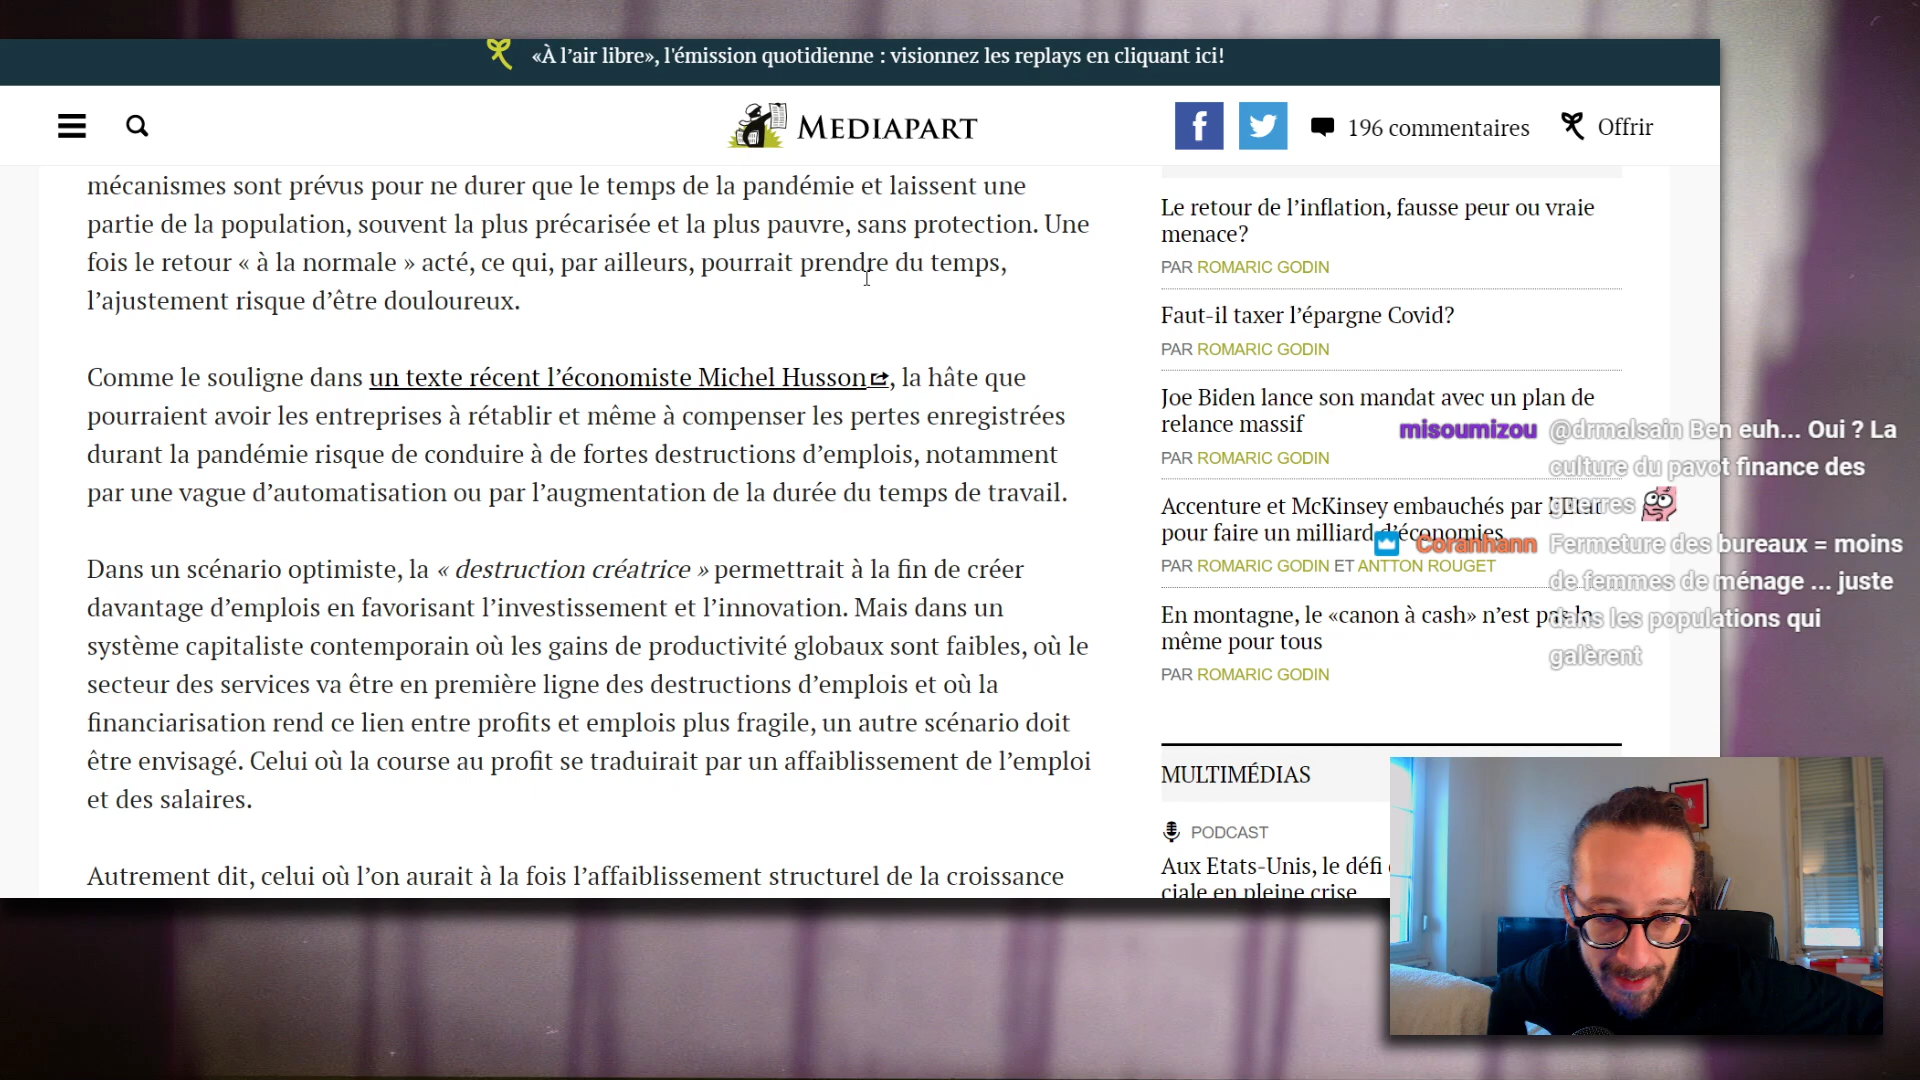 «À l’air libre», l'émission quotidienne : visionnez les replays en cliquant ici!
MEDIAPART
196 commentaires
Offrir
mécanismes sont prévus pour ne durer que le temps de la pandémie et laissent une
partie de la population, souvent la plus précarisée et la plus pauvre, sans protection. Une
fois le retour « à la normale » acté, ce qui, par ailleurs, pourrait prendre du temps,
l’ajustement risque d’être douloureux.
Comme le souligne dans un texte récent l’économiste Michel Husson, la hâte que
pourraient avoir les entreprises à rétablir et même à compenser les pertes enregistrées
durant la pandémie risque de conduire à de fortes destructions d’emplois, notamment
par une vague d’automatisation ou par l’augmentation de la durée du temps de travail.
Dans un scénario optimiste, la « destruction créatrice » permettrait à la fin de créer
davantage d’emplois en favorisant l’investissement et l’innovation. Mais dans un
système capitaliste contemporain où les gains de productivité globaux sont faibles, où le
secteur des services va être en première ligne des destructions d’emplois et où la
financiarisation rend ce lien entre profits et emplois plus fragile, un autre scénario doit
être envisagé. Celui où la course au profit se traduirait par un affaiblissement de l’emploi
et des salaires.
Autrement dit, celui où l’on aurait à la fois l’affaiblissement structurel de la croissance
Le retour de l’inflation, fausse peur ou vraie
menace?
PAR ROMARIC GODIN
Faut-il taxer l’épargne Covid?
PAR ROMARIC GODIN
Joe Biden lance son mandat avec un plan de
relance massif
PAR ROMARIC GODIN
Accenture et McKinsey embauchés par l’Etat
pour faire un milliard d’économies
PAR ROMARIC GODIN ET ANTTON ROUGET
En montagne, le «canon à cash» n’est pas le
même pour tous
PAR ROMARIC GODIN
MULTIMÉDIAS
PODCAST
Aux Etats-Unis, le défi
ciale en pleine crise
misoumizou @drmalsain Ben euh... Oui ? La
culture du pavot finance des
guerres
Coranhann Fermeture des bureaux = moins
de femmes de ménage ... juste
dans les populations qui
galèrent